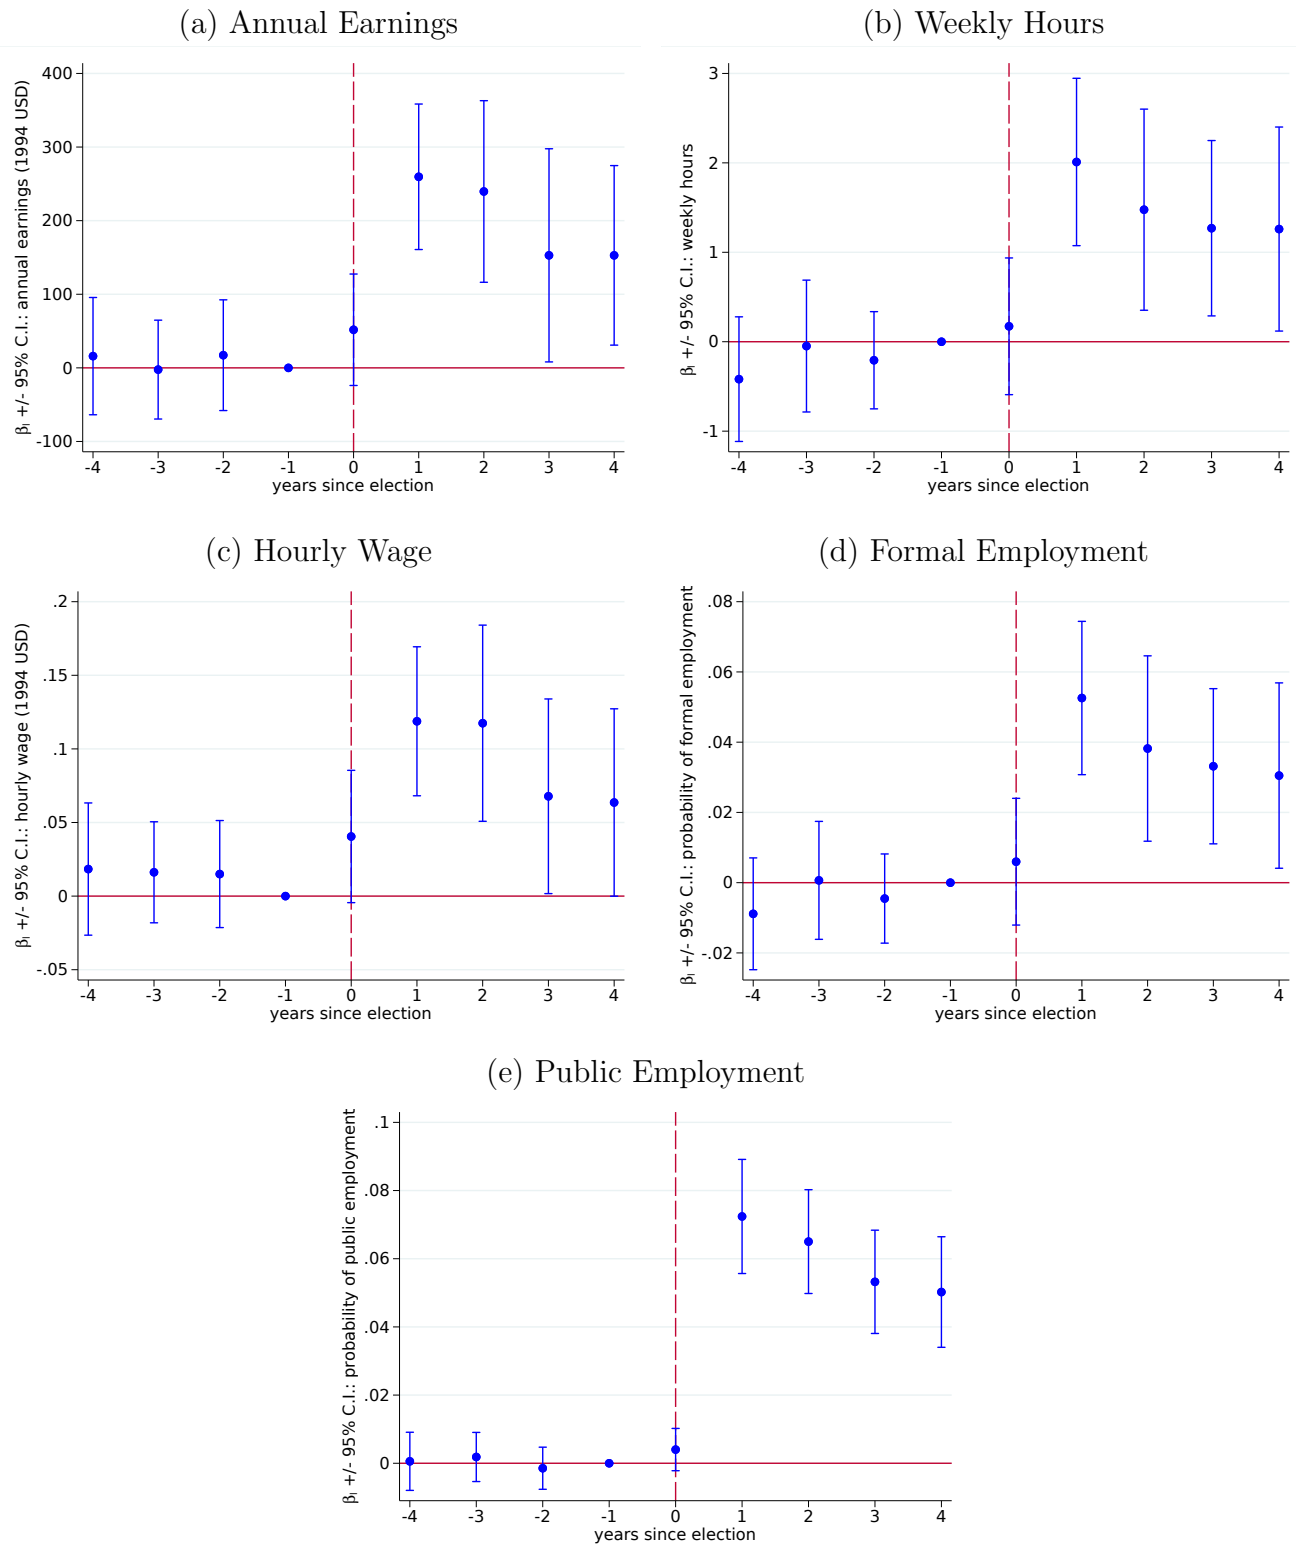 (a) Annual Earnings
β_l +/- 95% C.I.: annual earnings (1994 USD)
400
300
200
100
0
-100
-4 -3 -2 -1 0 1 2 3 4
years since election
(b) Weekly Hours
β_l +/- 95% C.I.: weekly hours
3
2
1
0
-1
-4 -3 -2 -1 0 1 2 3 4
years since election
(c) Hourly Wage
β_l +/- 95% C.I.: hourly wage (1994 USD)
.2
.15
.1
.05
0
-.05
-4 -3 -2 -1 0 1 2 3 4
years since election
(d) Formal Employment
β_l +/- 95% C.I.: probability of formal employment
.08
.06
.04
.02
0
-.02
-4 -3 -2 -1 0 1 2 3 4
years since election
(e) Public Employment
β_l +/- 95% C.I.: probability of public employment
.1
.08
.06
.04
.02
0
-4 -3 -2 -1 0 1 2 3 4
years since election